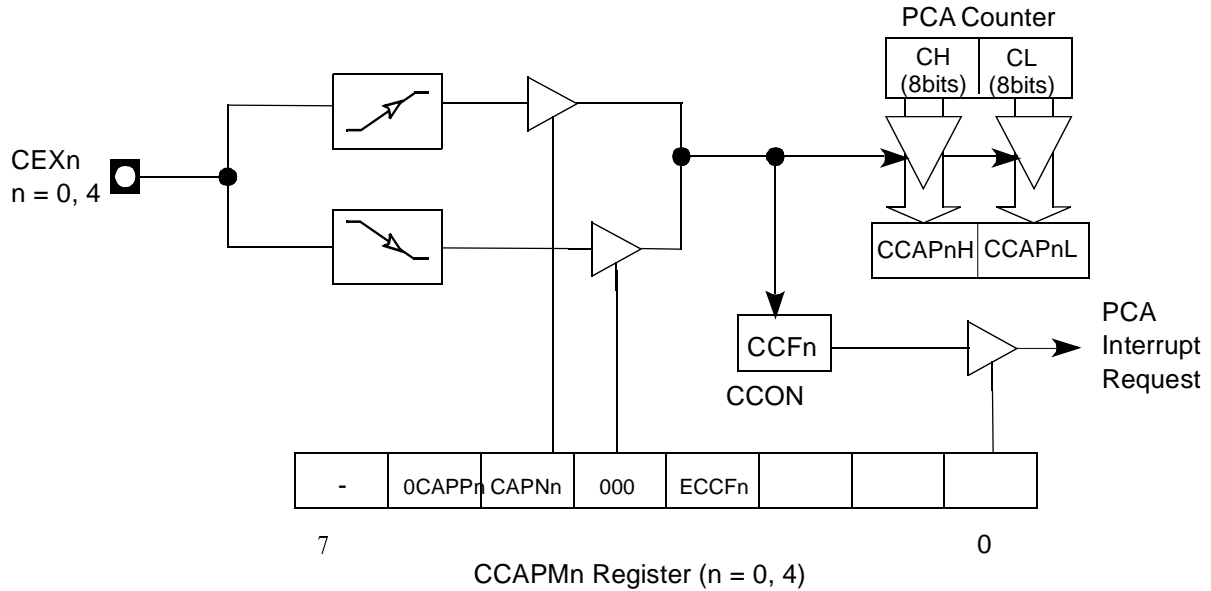 PCA Counter
CH
(8bits)
CL
(8bits)
CEXn
n = 0, 4
CCAPnH
CCAPnL
CCFn
CCON
PCA
Interrupt
Request
- 0CAPPn CAPNn 000 ECCFn
7 0
CCAPMn Register (n = 0, 4)